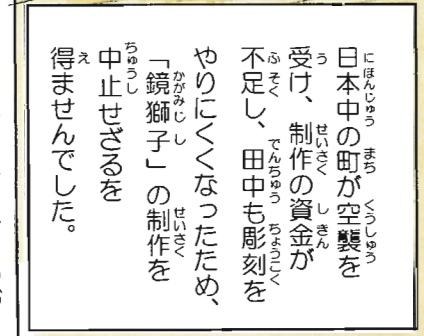 日本中の町が空襲を
受け、制作の資金が
不足し、田中も彫刻を
やりにくくなったため、
「鏡獅子」の制作を
中止せざるを
得ませんでした。